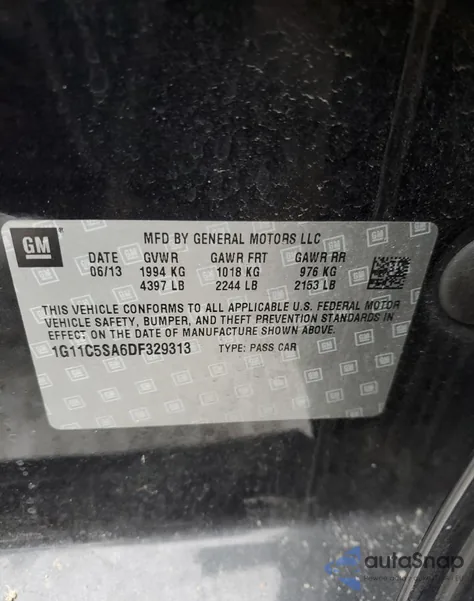 GM
MFD BY GENERAL MOTORS LLC
DATE GVWR GAWR FRT GAWR RR
06/13 1994 KG 1018 KG 976 KG
4397 LB 2244 LB 2153 LB
THIS VEHICLE CONFORMS TO ALL APPLICABLE U.S. FEDERAL MOTOR
VEHICLE SAFETY, BUMPER, AND THEFT PREVENTION STANDARDS IN
EFFECT ON THE DATE OF MANUFACTURE SHOWN ABOVE.
1G11C5SA6DF329313 TYPE: PASS CAR
autoSnap